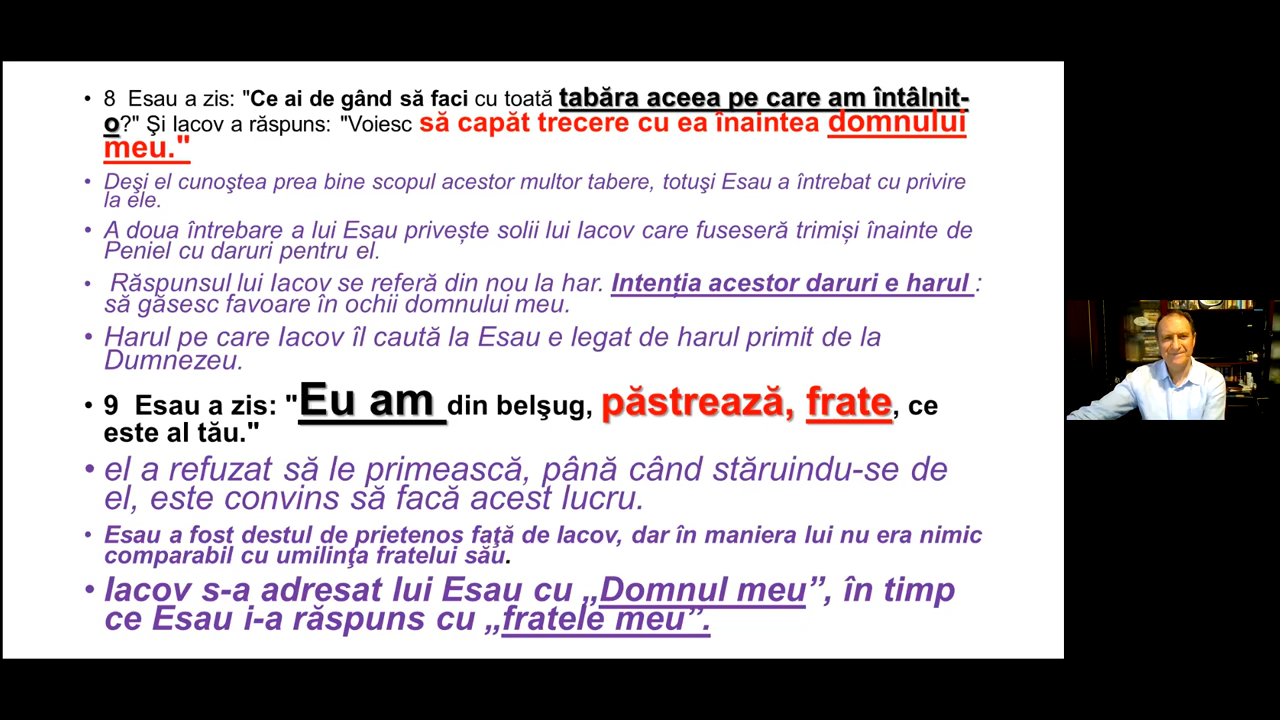 • 8 Esau a zis: "Ce ai de gând să faci cu toată tabăra aceea pe care am întâlnit-
o?" Şi Iacov a răspuns: "Voiesc să capăt trecere cu ea înaintea domnului
meu."
• Deşi el cunoştea prea bine scopul acestor multor tabere, totuşi Esau a întrebat cu privire
la ele.
• A doua întrebare a lui Esau privește solii lui Iacov care fuseseră trimiși înainte de
Peniel cu daruri pentru el.
• Răspunsul lui Iacov se referă din nou la har. Intenția acestor daruri e harul :
să găsesc favoare în ochii domnului meu.
• Harul pe care Iacov îl caută la Esau e legat de harul primit de la
Dumnezeu.
• 9 Esau a zis: "Eu am din belşug, păstrează, frate, ce
este al tău."
• el a refuzat să le primească, până când stăruindu-se de
el, este convins să facă acest lucru.
• Esau a fost destul de prietenos faţă de Iacov, dar în maniera lui nu era nimic
comparabil cu umilinţa fratelui său.
• Iacov s-a adresat lui Esau cu „Domnul meu”, în timp
ce Esau i-a răspuns cu „fratele meu”.